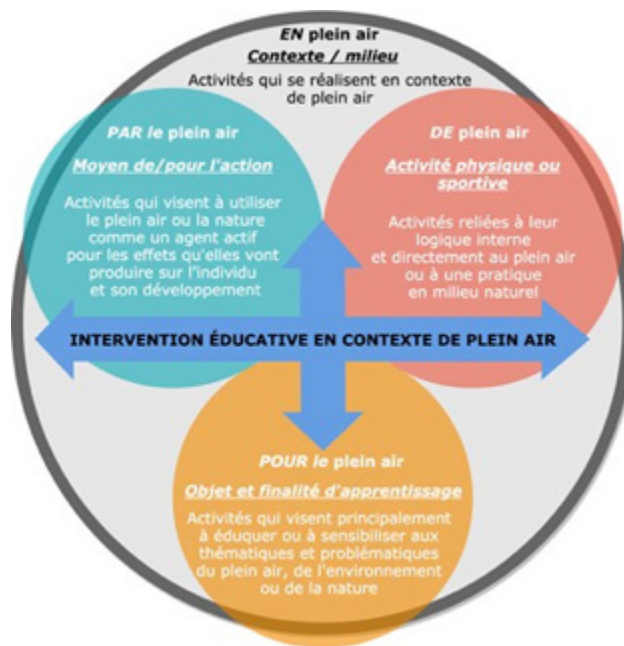 EN plein air
Contexte / milieu
Activités qui se réalisent en contexte
de plein air
PAR le plein air
Moyen de/pour l'action
Activités qui visent à utiliser
le plein air ou la nature
comme un agent actif
pour les effets qu'elles vont
produire sur l'individu
et son développement
DE plein air
Activité physique ou
sportive
Activités reliées à leur
logique interne
et directement au plein air
ou à une pratique
en milieu naturel
INTERVENTION ÉDUCATIVE EN CONTEXTE DE PLEIN AIR
POUR le plein air
Objet et finalité d'apprentissage
Activités qui visent principalement
à éduquer ou à sensibiliser aux
thématiques et problématiques
du plein air, de l'environnement
ou de la nature